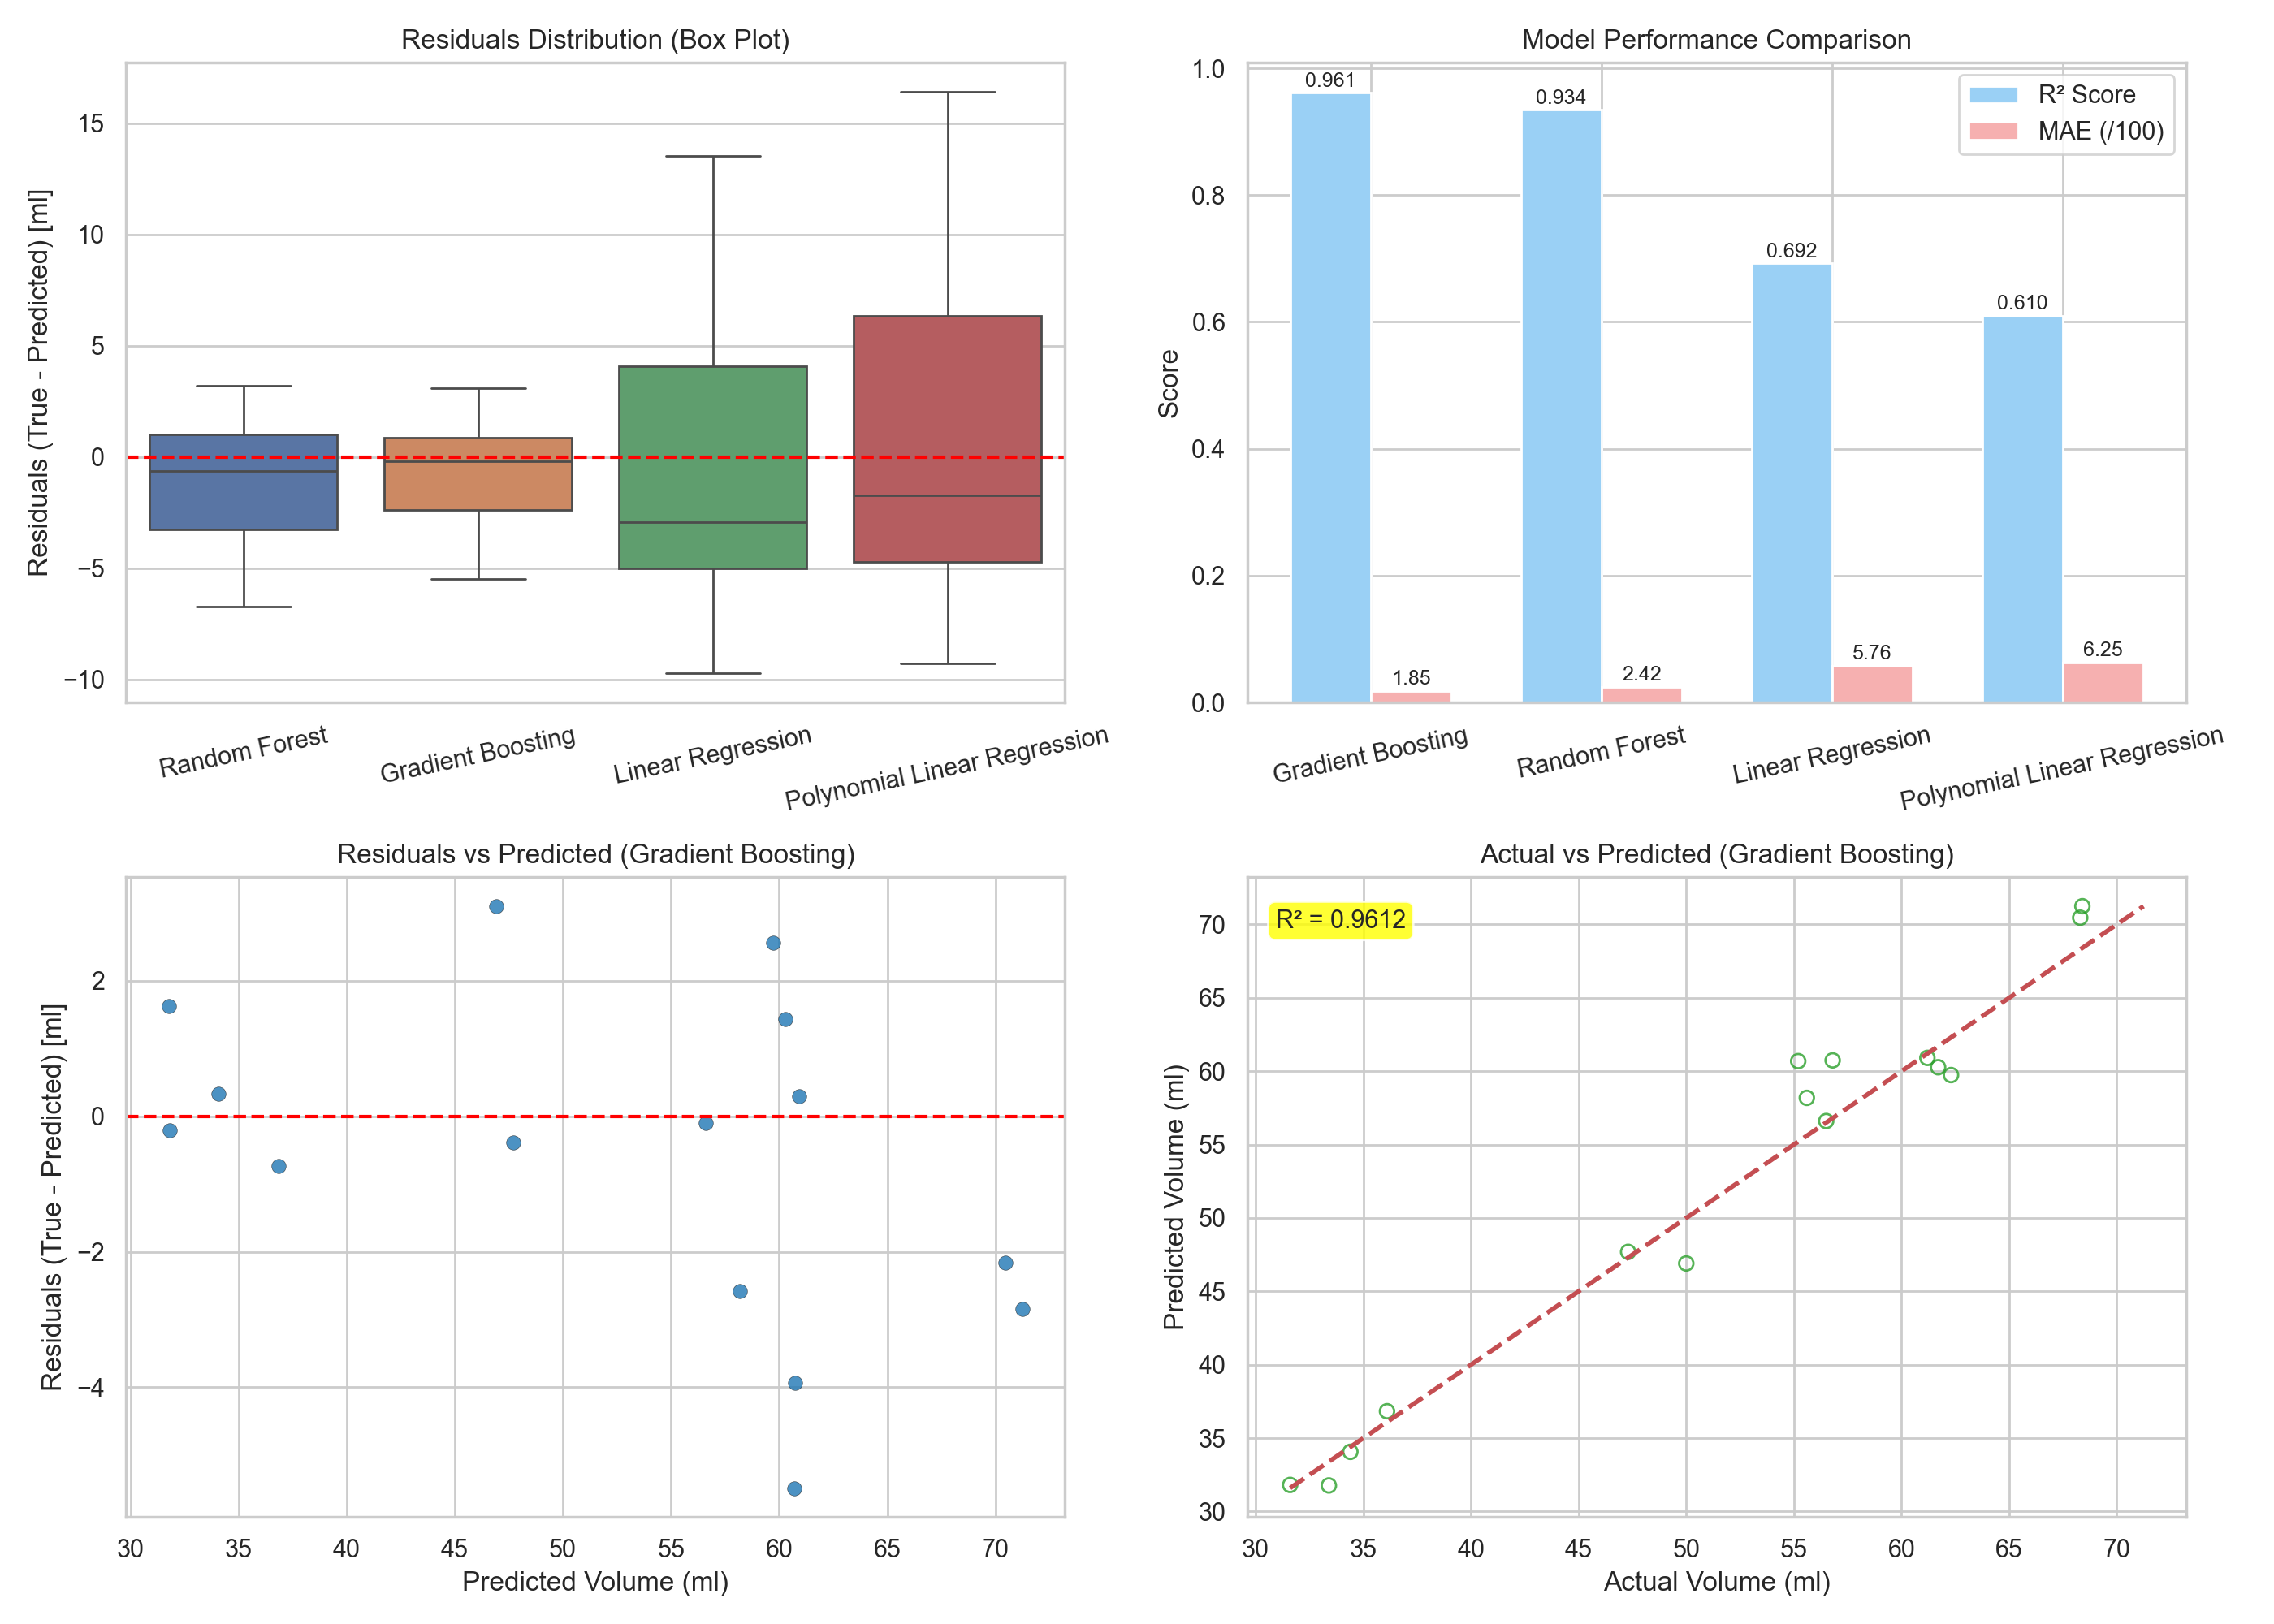 Residuals Distribution (Box Plot)
Residuals (True - Predicted) [ml]
15
10
5
0
−5
−10
Random Forest
Gradient Boosting
Linear Regression
Polynomial Linear Regression
Model Performance Comparison
Score
1.0
0.8
0.6
0.4
0.2
0.0
R² Score
MAE (/100)
0.961
0.934
0.692
0.610
1.85
2.42
5.76
6.25
Gradient Boosting
Random Forest
Linear Regression
Polynomial Linear Regression
Residuals vs Predicted (Gradient Boosting)
Residuals (True - Predicted) [ml]
2
0
−2
−4
30 35 40 45 50 55 60 65 70
Predicted Volume (ml)
Actual vs Predicted (Gradient Boosting)
R² = 0.9612
Predicted Volume (ml)
70
65
60
55
50
45
40
35
30
30 35 40 45 50 55 60 65 70
Actual Volume (ml)